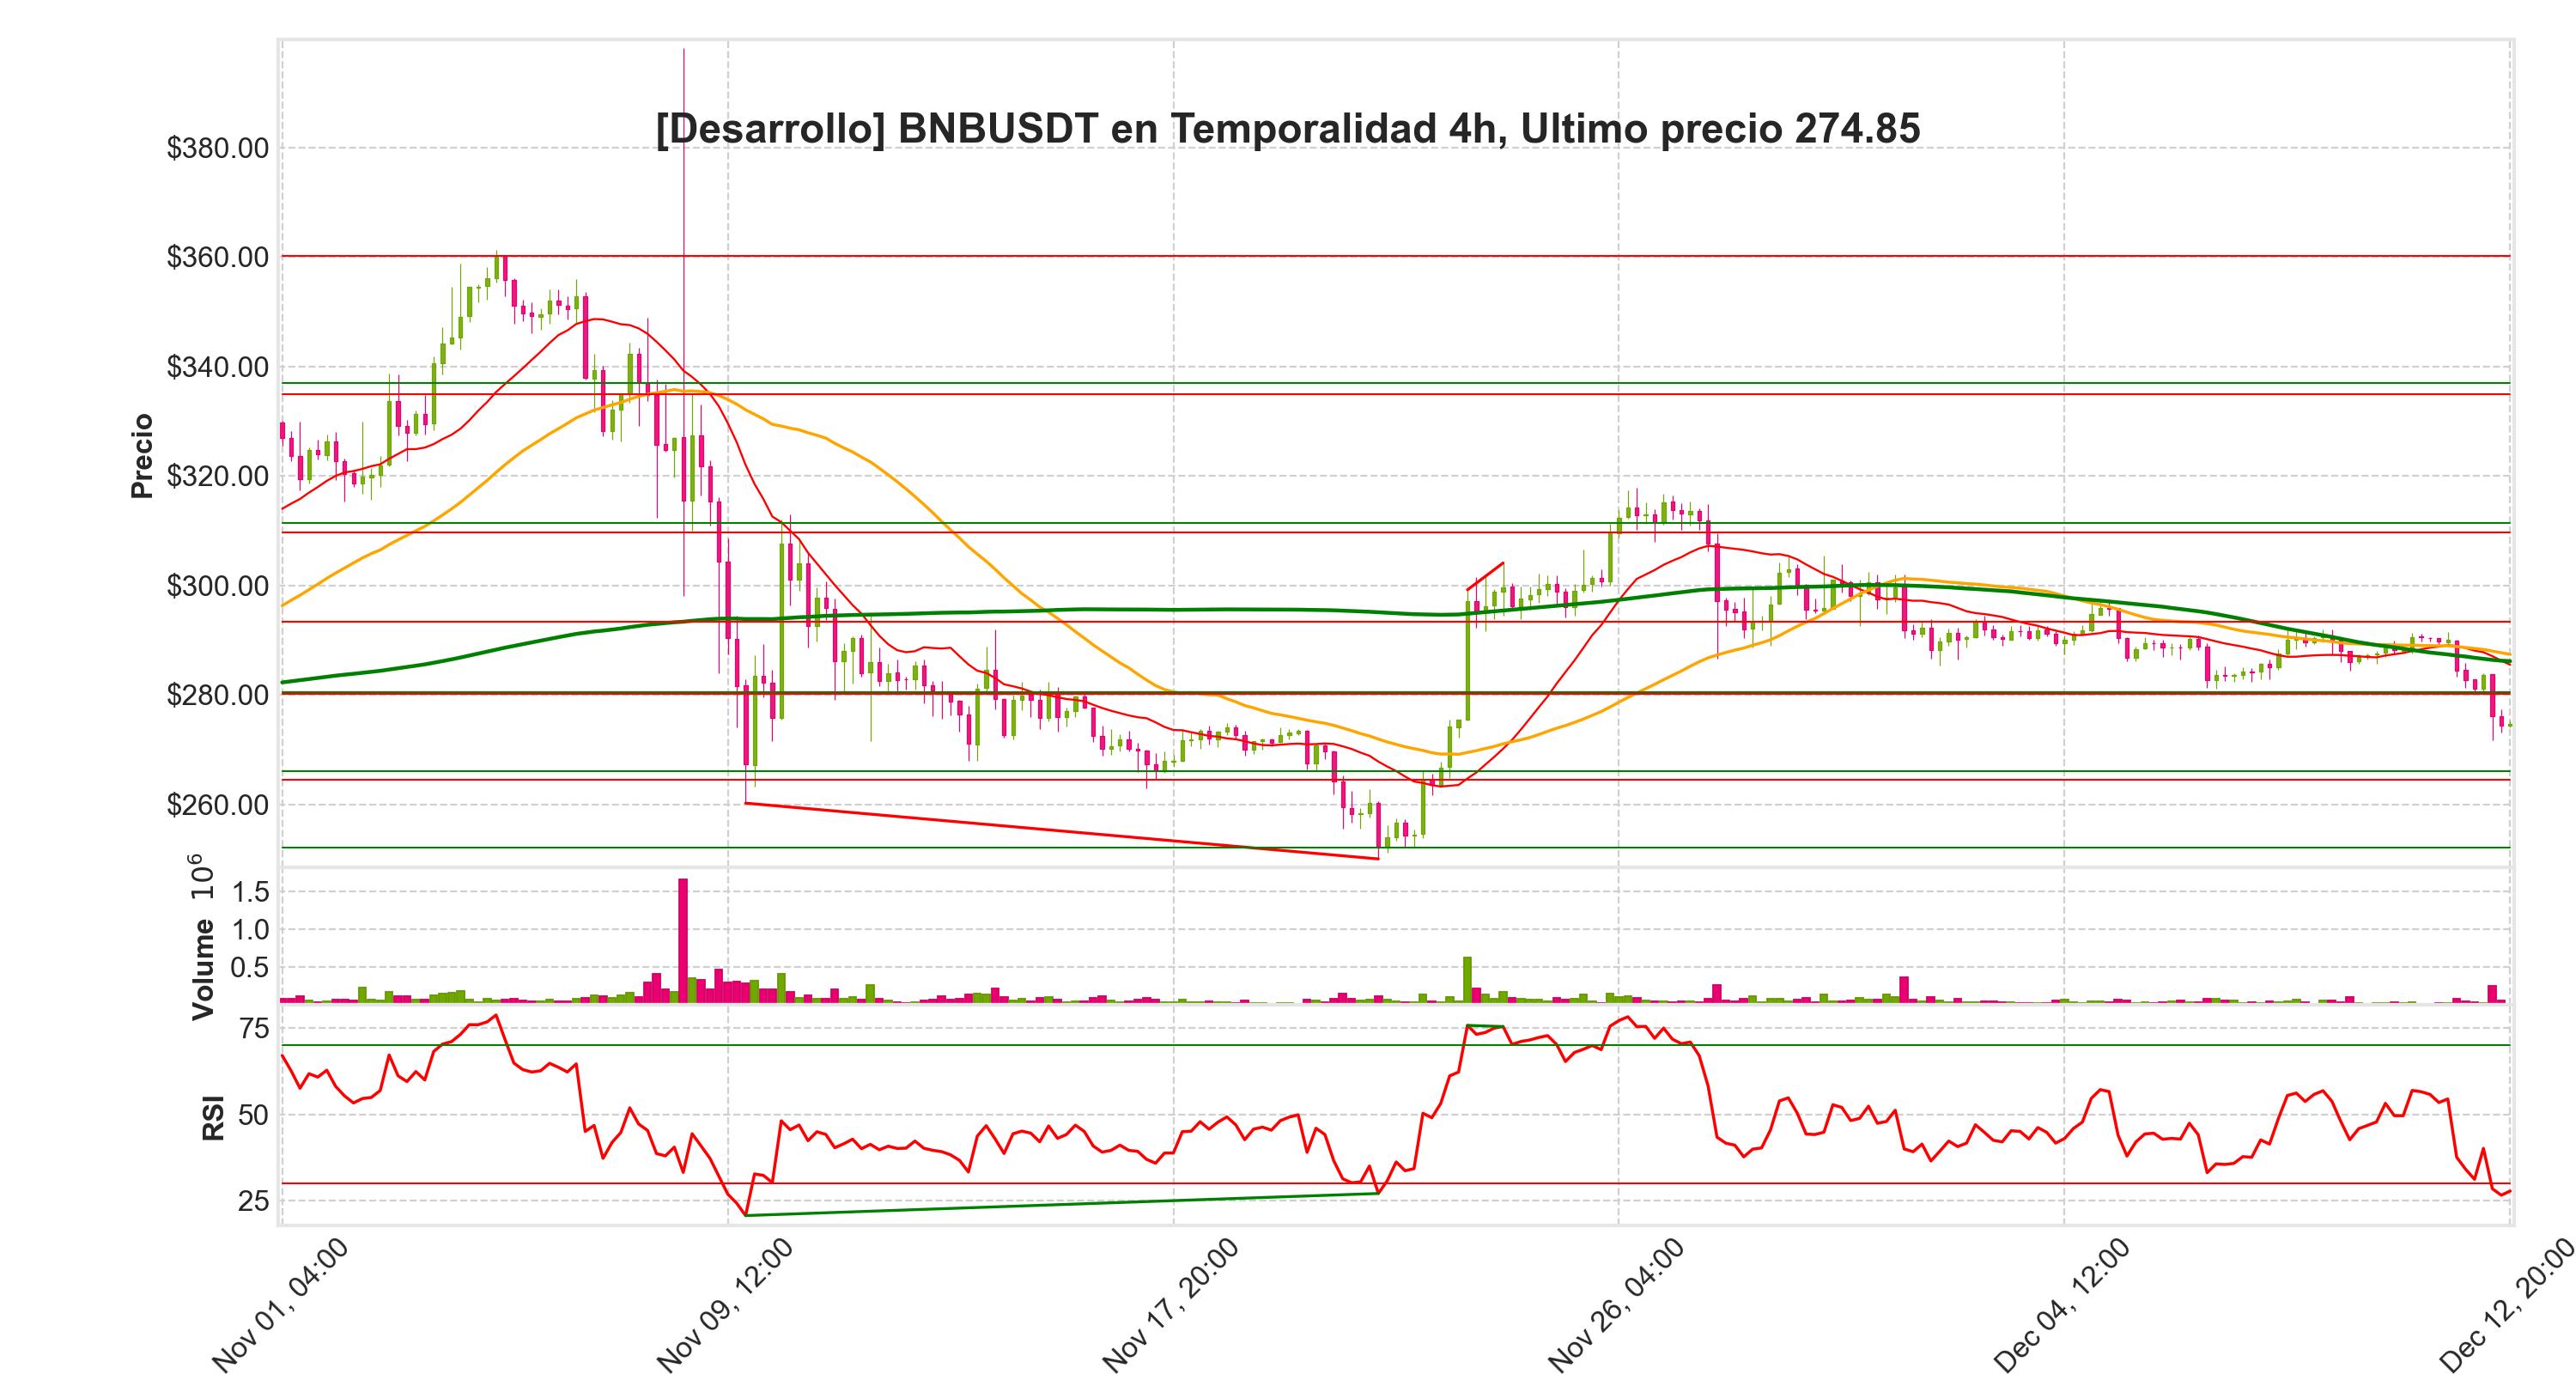 [Desarrollo] BNBUSDT en Temporalidad 4h, Ultimo precio 274.85
Precio
$380.00
$360.00
$340.00
$320.00
$300.00
$280.00
$260.00
Volume 10^6
1.5
1.0
0.5
RSI
75
50
25
Nov 01, 04:00
Nov 09, 12:00
Nov 17, 20:00
Nov 26, 04:00
Dec 04, 12:00
Dec 12, 20:00